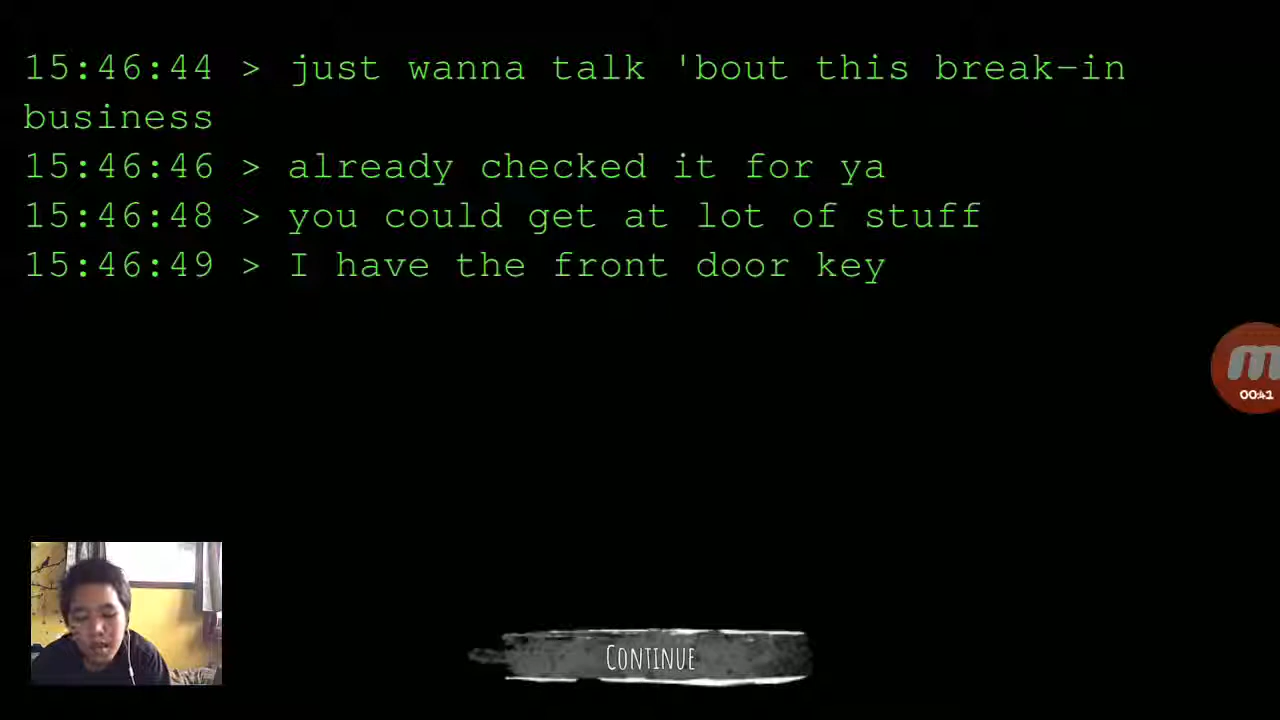 15:46:44 > just wanna talk 'bout this break-in
business
15:46:46 > already checked it for ya
15:46:48 > you could get at lot of stuff
15:46:49 > I have the front door key
m
00:41
Continue